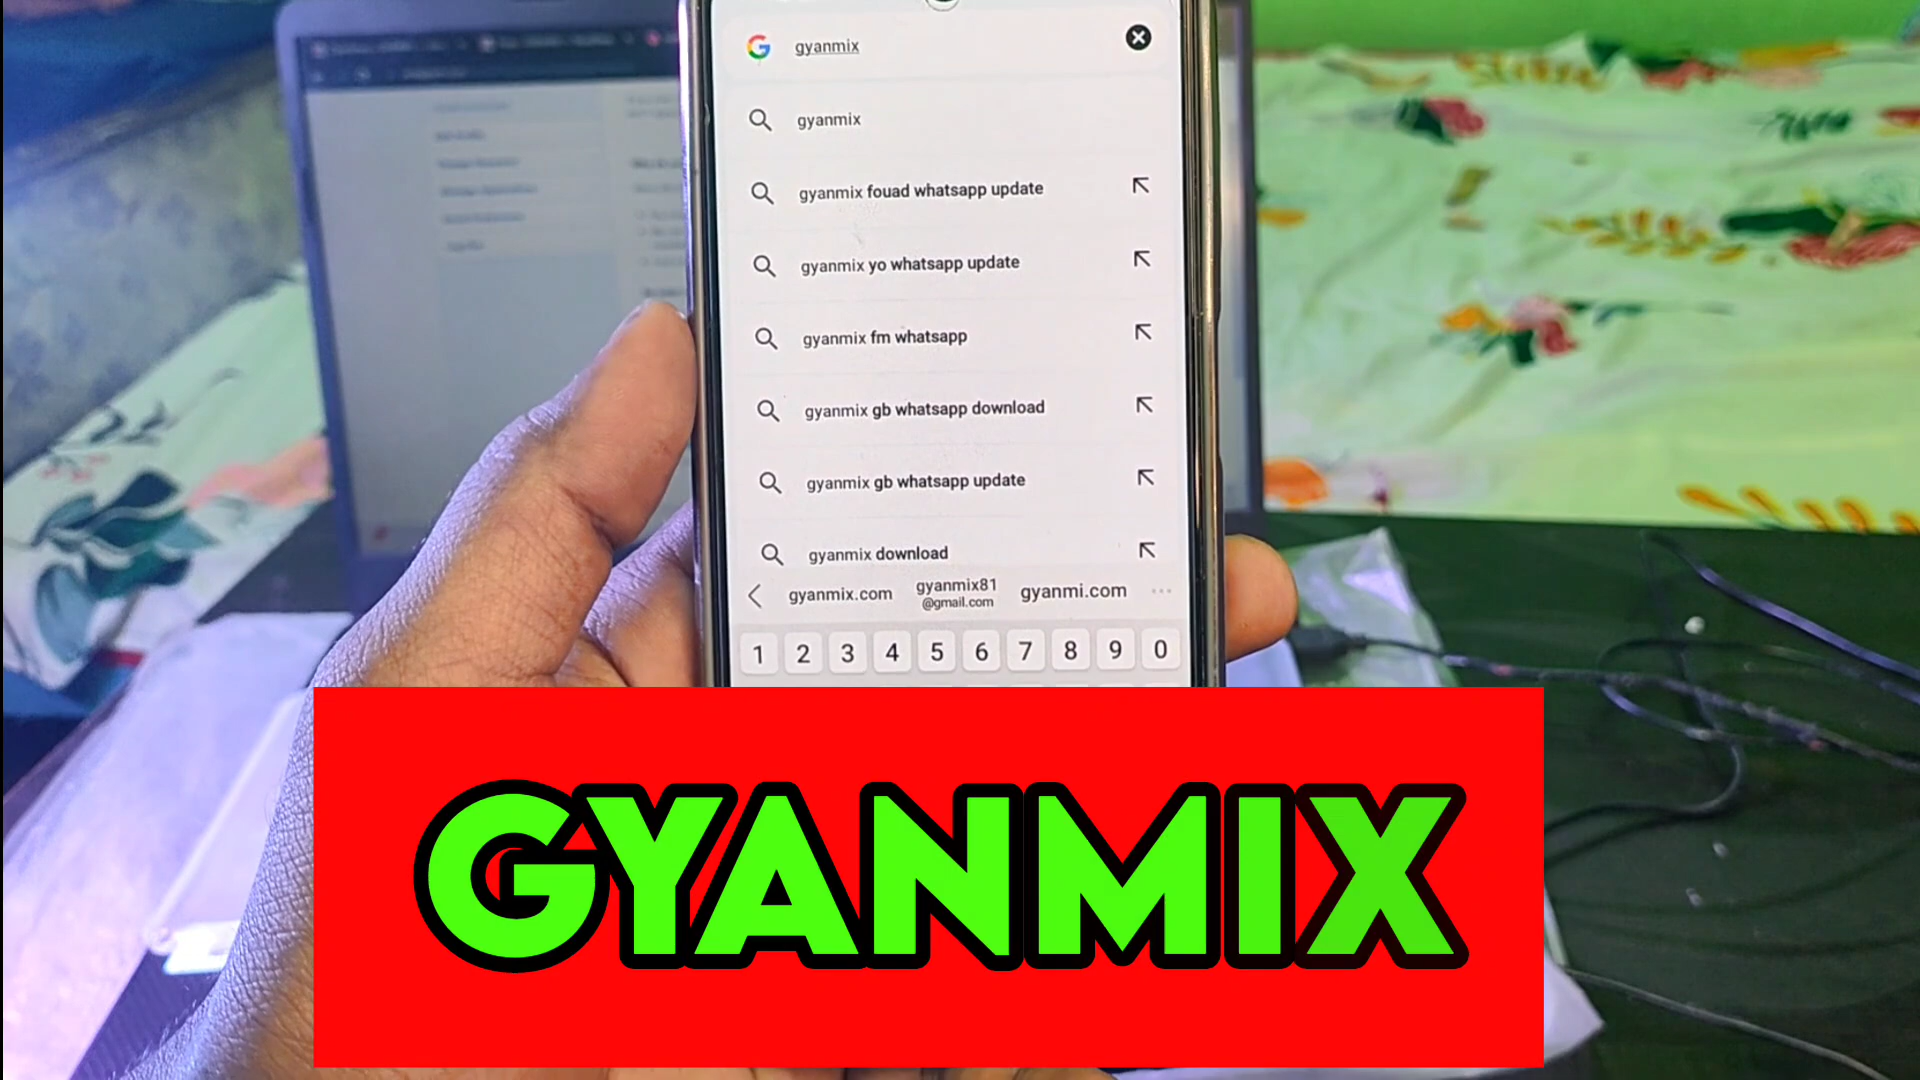 gyanmix
gyanmix
gyanmix fouad whatsapp update
gyanmix yo whatsapp update
gyanmix fm whatsapp
gyanmix gb whatsapp download
gyanmix gb whatsapp update
gyanmix download
gyanmix.com gyanmix81@gmail.com gyanmi.com
1 2 3 4 5 6 7 8 9 0
GYANMIX